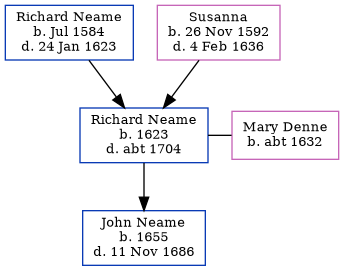 Richard Neame
b. Jul 1584
d. 24 Jan 1623
Susanna
b. 26 Nov 1592
d. 4 Feb 1636
Richard Neame
b. 1623
d. abt 1704
Mary Denne
b. abt 1632
John Neame
b. 1655
d. 11 Nov 1686